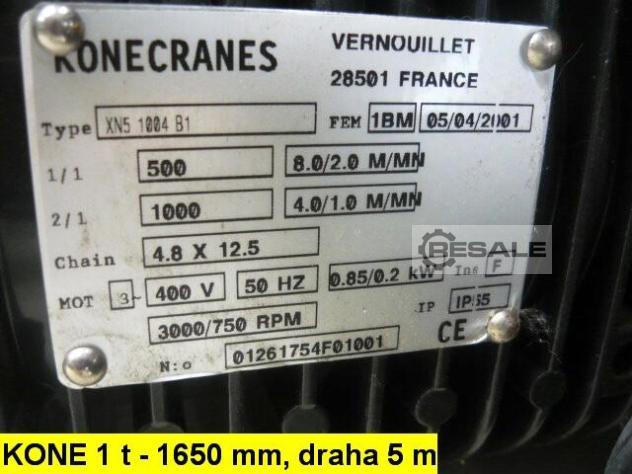 KONECRANES
VERNOUILLET
28501 FRANCE
Type XN5 1004 B1 FEM 1BM 05/04/2001
1/1 500 8.0/2.0 M/MN
2/1 1000 4.0/1.0 M/MN
Chain 4.8 X 12.5
RESALE
MOT 3~ 400 V 50 HZ 0.85/0.2 kW Ins F
3000/750 RPM IP IP55
N:o 01261754F01001 CE
KONE 1 t - 1650 mm, draha 5 m